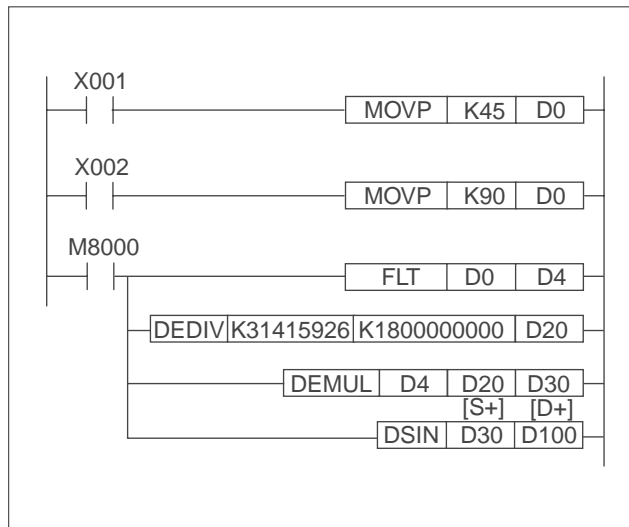 X001
MOVP K45 D0
X002
MOVP K90 D0
M8000
FLT D0 D4
DEDIV K31415926 K1800000000 D20
DEMUL D4 D20 D30
[S+] [D+]
DSIN D30 D100